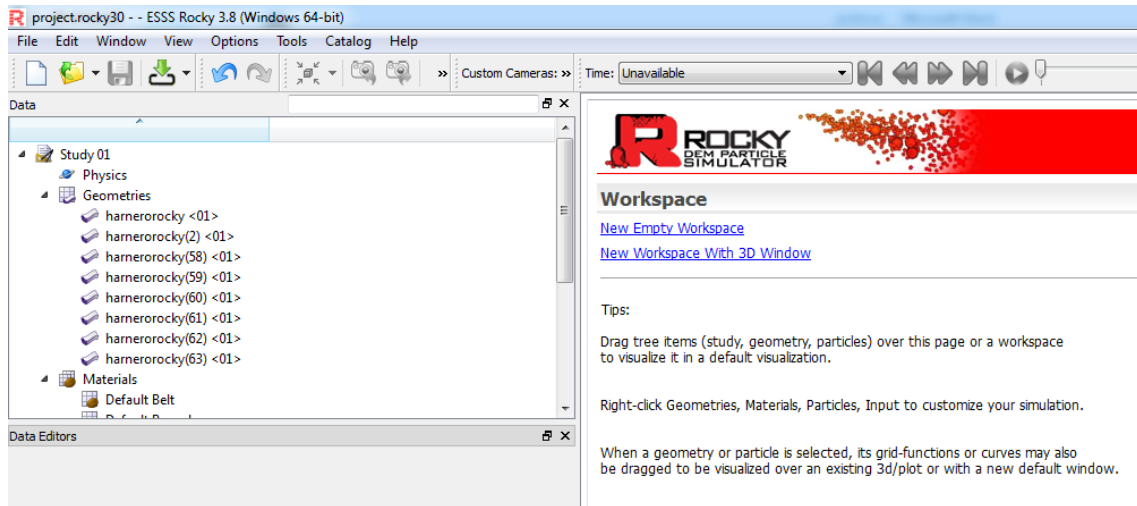 project.rocky30 - - ESSS Rocky 3.8 (Windows 64-bit)
File Edit Window View Options Tools Catalog Help
» Custom Cameras: » Time: Unavailable
Data
Study 01
Physics
Geometries
harnerorocky <01>
harnerorocky(2) <01>
harnerorocky(58) <01>
harnerorocky(59) <01>
harnerorocky(60) <01>
harnerorocky(61) <01>
harnerorocky(62) <01>
harnerorocky(63) <01>
Materials
Default Belt
Data Editors
ROCKY
DEM PARTICLE
SIMULATOR
Workspace
New Empty Workspace
New Workspace With 3D Window
Tips:
Drag tree items (study, geometry, particles) over this page or a workspace
to visualize it in a default visualization.
Right-click Geometries, Materials, Particles, Input to customize your simulation.
When a geometry or particle is selected, its grid-functions or curves may also
be dragged to be visualized over an existing 3d/plot or with a new default window.